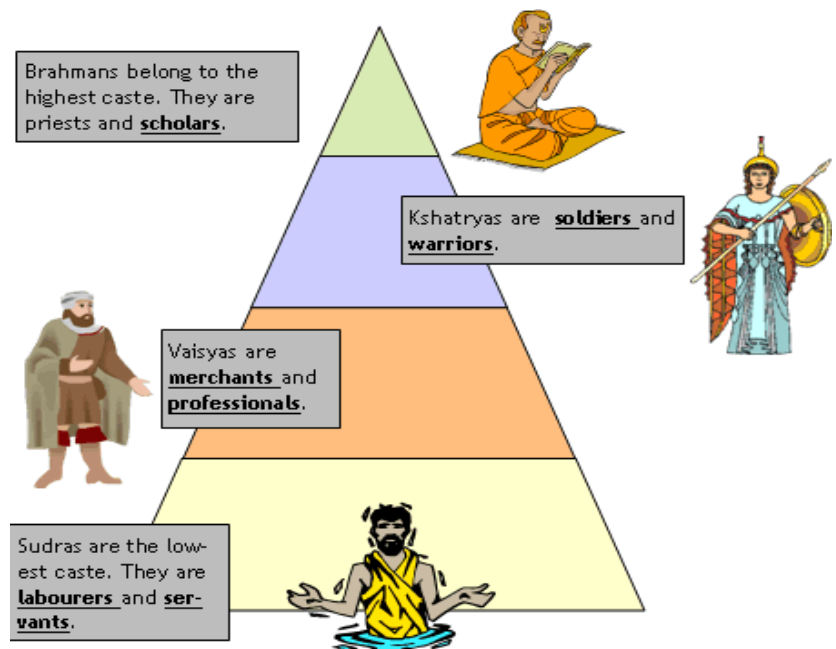 Brahmans belong to the
highest caste. They are
priests and scholars.
Kshatryas are soldiers and
warriors.
Vaisyas are
merchants and
professionals.
Sudras are the low-
est caste. They are
labourers and ser-
vants.